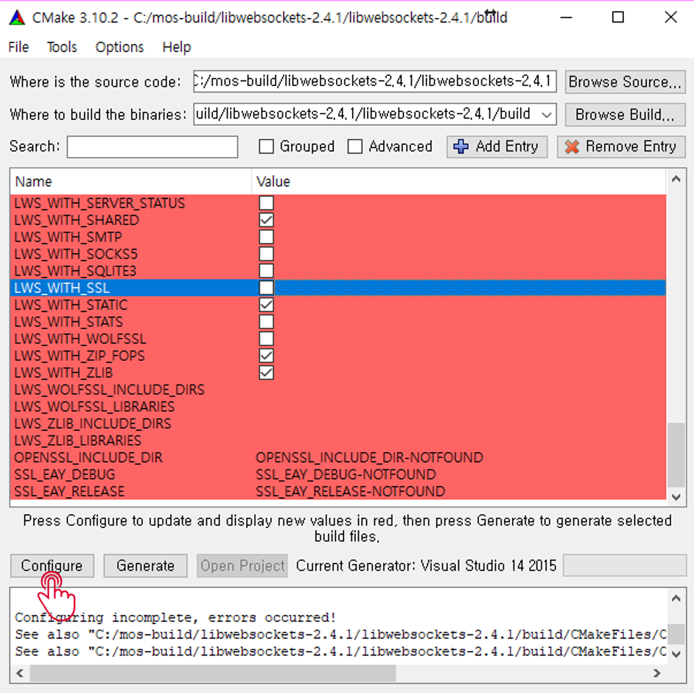 CMake 3.10.2 - C:/mos-build/libwebsockets-2.4.1/libwebsockets-2.4.1/build
File Tools Options Help
Where is the source code: C:/mos-build/libwebsockets-2.4.1/libwebsockets-2.4.1 Browse Source...
Where to build the binaries: uild/libwebsockets-2.4.1/libwebsockets-2.4.1/build Browse Build...
Search: Grouped Advanced Add Entry Remove Entry
Name Value
LWS_WITH_SERVER_STATUS
LWS_WITH_SHARED
LWS_WITH_SMTP
LWS_WITH_SOCKS5
LWS_WITH_SQLITE3
LWS_WITH_SSL
LWS_WITH_STATIC
LWS_WITH_STATS
LWS_WITH_WOLFSSL
LWS_WITH_ZIP_FOPS
LWS_WITH_ZLIB
LWS_WOLFSSL_INCLUDE_DIRS
LWS_WOLFSSL_LIBRARIES
LWS_ZLIB_INCLUDE_DIRS
LWS_ZLIB_LIBRARIES
OPENSSL_INCLUDE_DIR OPENSSL_INCLUDE_DIR-NOTFOUND
SSL_EAY_DEBUG SSL_EAY_DEBUG-NOTFOUND
SSL_EAY_RELEASE SSL_EAY_RELEASE-NOTFOUND
Press Configure to update and display new values in red, then press Generate to generate selected
build files.
Configure Generate Open Project Current Generator: Visual Studio 14 2015
Configuring incomplete, errors occurred!
See also "C:/mos-build/libwebsockets-2.4.1/libwebsockets-2.4.1/build/CMakeFiles/C
See also "C:/mos-build/libwebsockets-2.4.1/libwebsockets-2.4.1/build/CMakeFiles/C